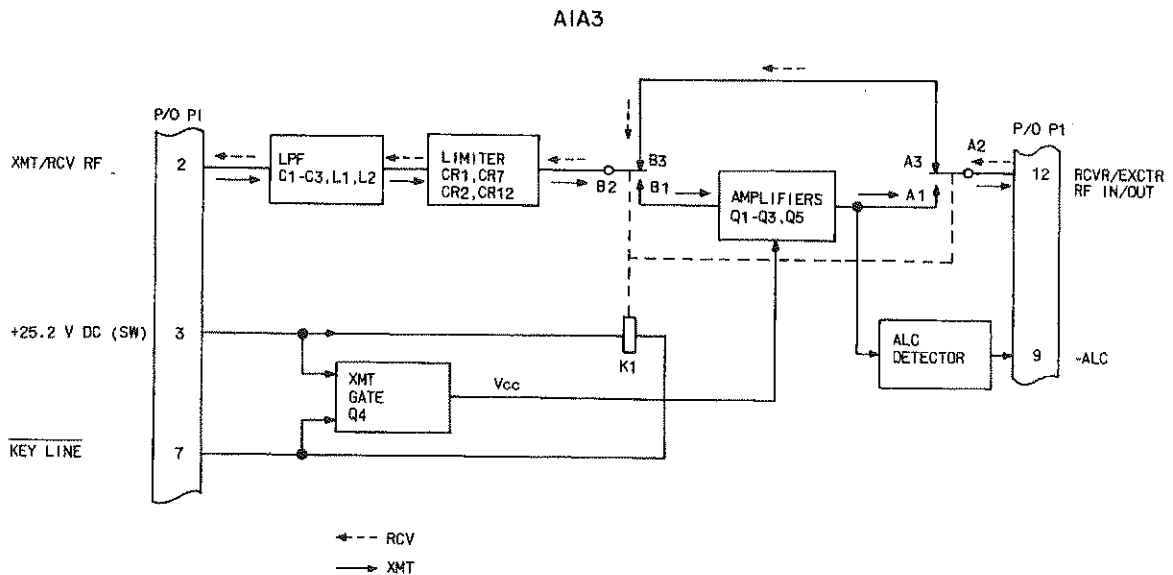 A1A3
P/O P1
XMT/RCV RF
2
LPF
C1-C3,L1,L2
LIMITER
CR1,CR7
CR2,CR12
B2
B3
B1
AMPLIFIERS
Q1-Q3,Q5
A3
A1
A2
P/O P1
12
RCVR/EXCTR
RF IN/OUT
+25.2 V DC (SW)
3
K1
XMT
GATE
Q4
Vcc
ALC
DETECTOR
9
-ALC
KEY LINE
7
RCV
XMT